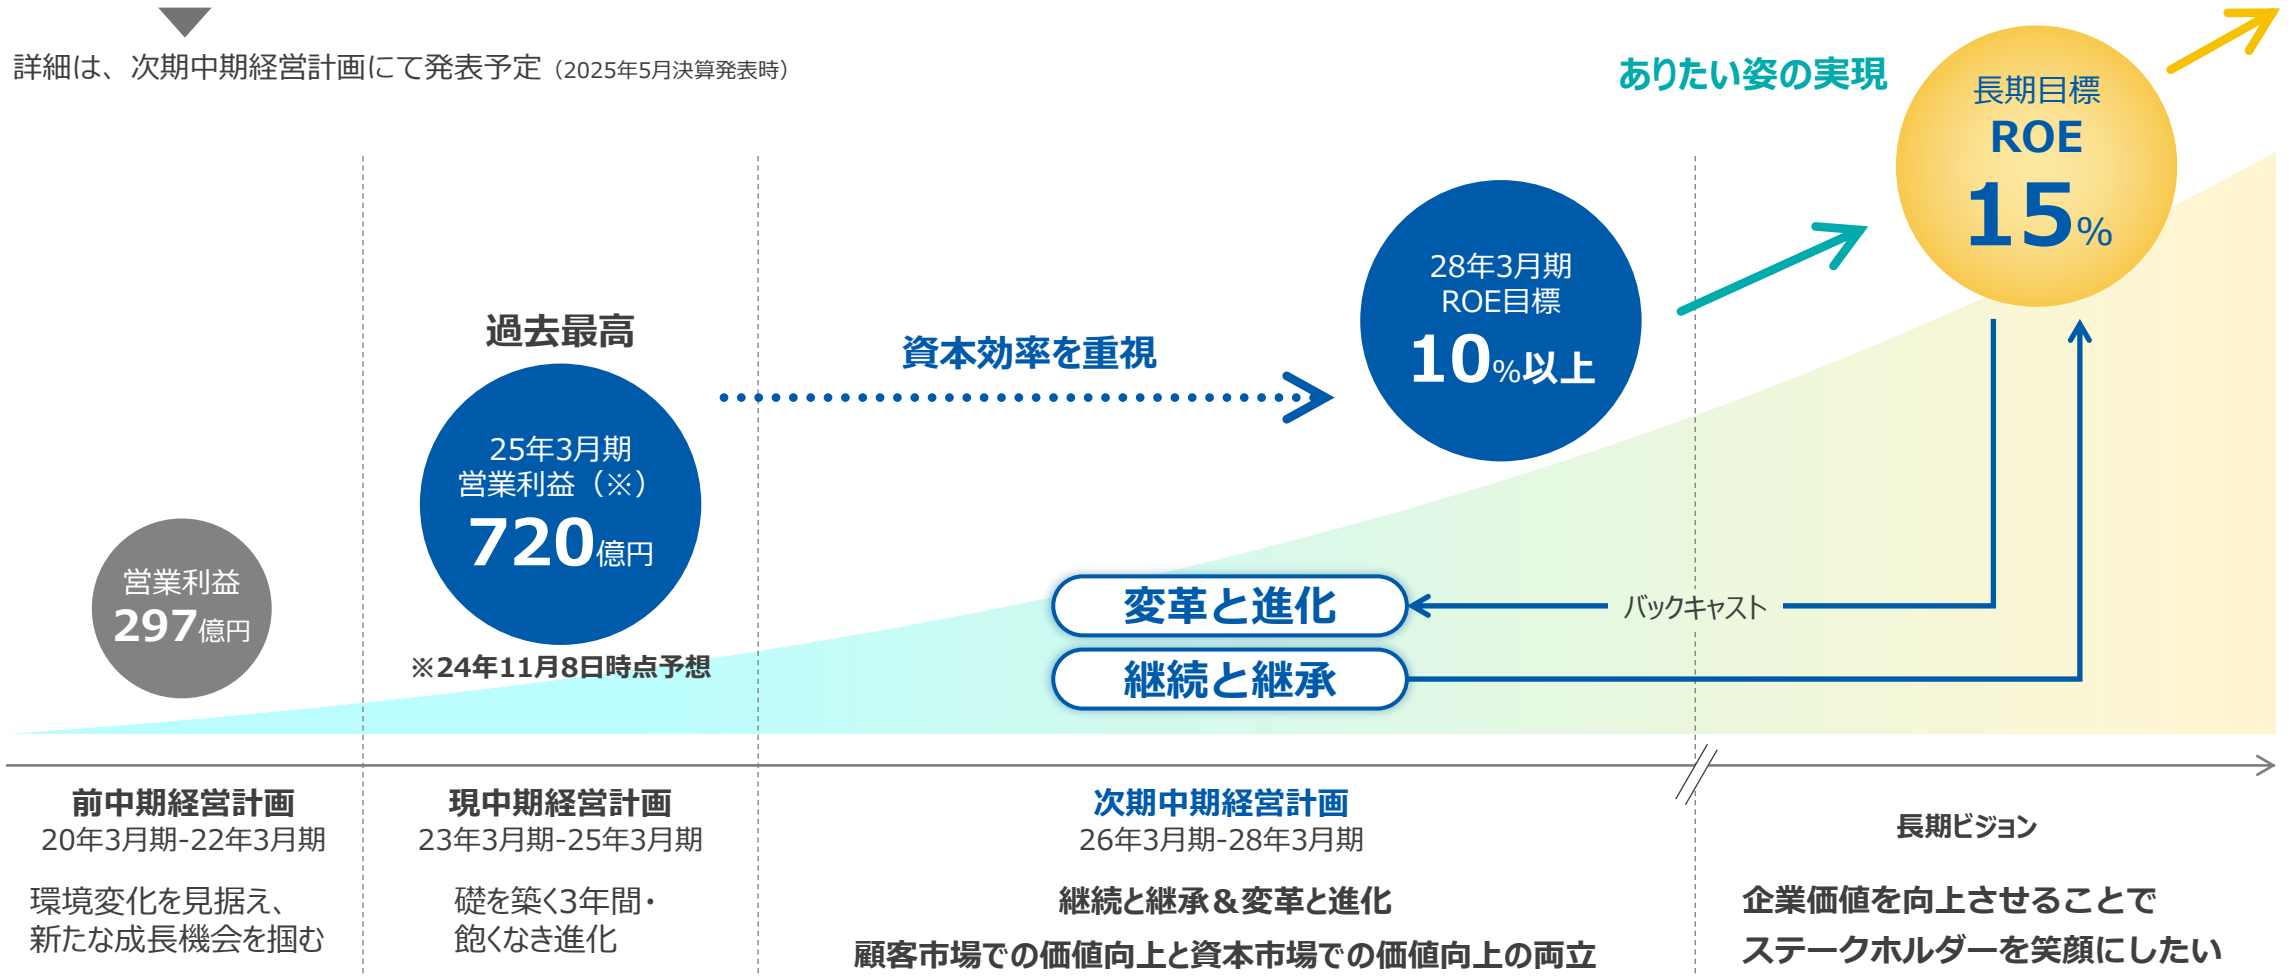 詳細は、次期中期経営計画にて発表予定（2025年5月決算発表時）
ありたい姿の実現
長期目標
ROE
15%
28年3月期
ROE目標
10%以上
資本効率を重視
過去最高
25年3月期
営業利益（※）
720億円
※24年11月8日時点予想
営業利益
297億円
変革と進化
バックキャスト
継続と継承
前中期経営計画
20年3月期-22年3月期
環境変化を見据え、
新たな成長機会を掴む
現中期経営計画
23年3月期-25年3月期
礎を築く3年間・
飽くなき進化
次期中期経営計画
26年3月期-28年3月期
継続と継承＆変革と進化
顧客市場での価値向上と資本市場での価値向上の両立
長期ビジョン
企業価値を向上させることで
ステークホルダーを笑顔にしたい